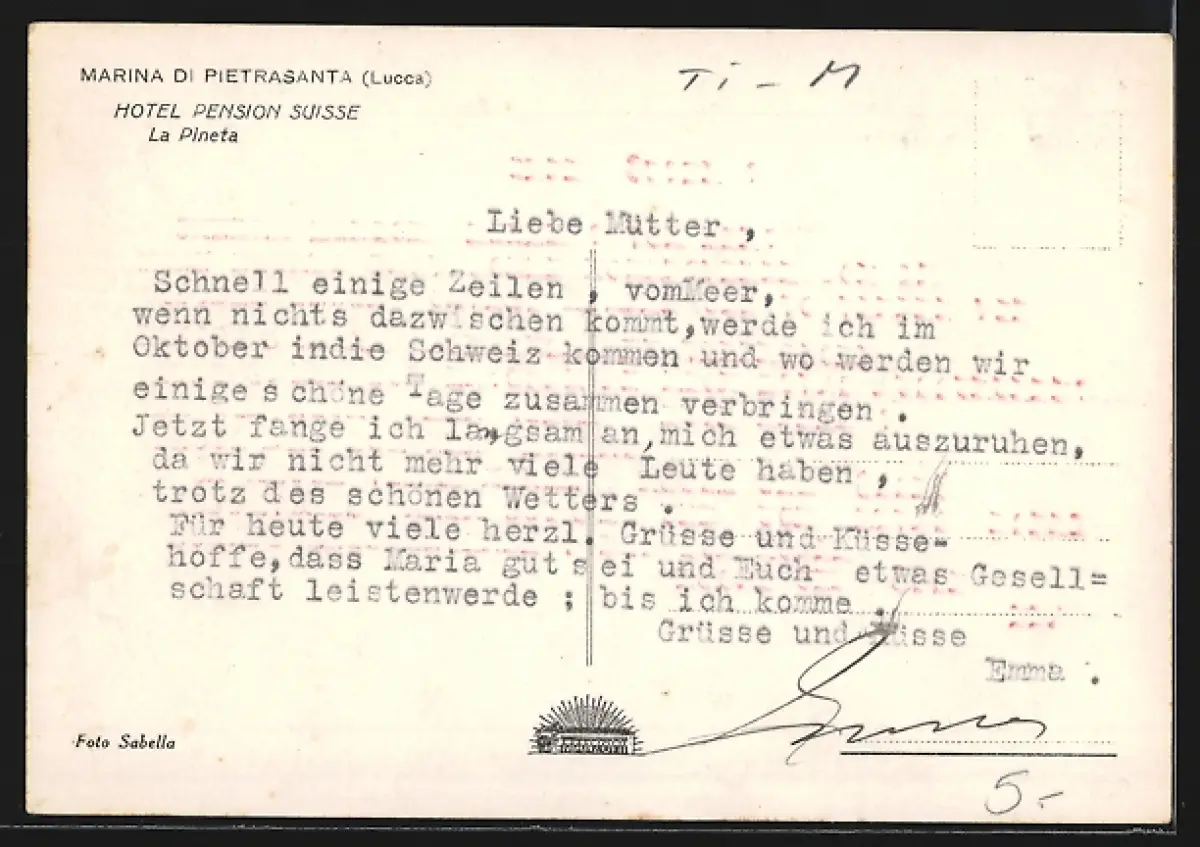 MARINA DI PIETRASANTA (Lucca)
HOTEL PENSION SUISSE
La Pineta
Ti - M
Liebe Mutter ,
Schnell einige Zeilen , vomMeer,
wenn nichts dazwischen kommt,werde ich im
Oktober indie Schweiz kommen und wo werden wir
einige schöne Tage zusammen verbringen .
Jetzt fange ich langsam an,mich etwas auszuruhen,
da wir nicht mehr viele Leute haben ,
trotz des schönen Wetters .
Für heute viele herzl. Grüsse und Küsse-
hoffe,dass Maria gut sei und Euch etwas Gesell=
schaft leistenwerde ; bis ich komme .
Grüsse und Küsse
Emma .
Emma
Foto Sabella
5.-